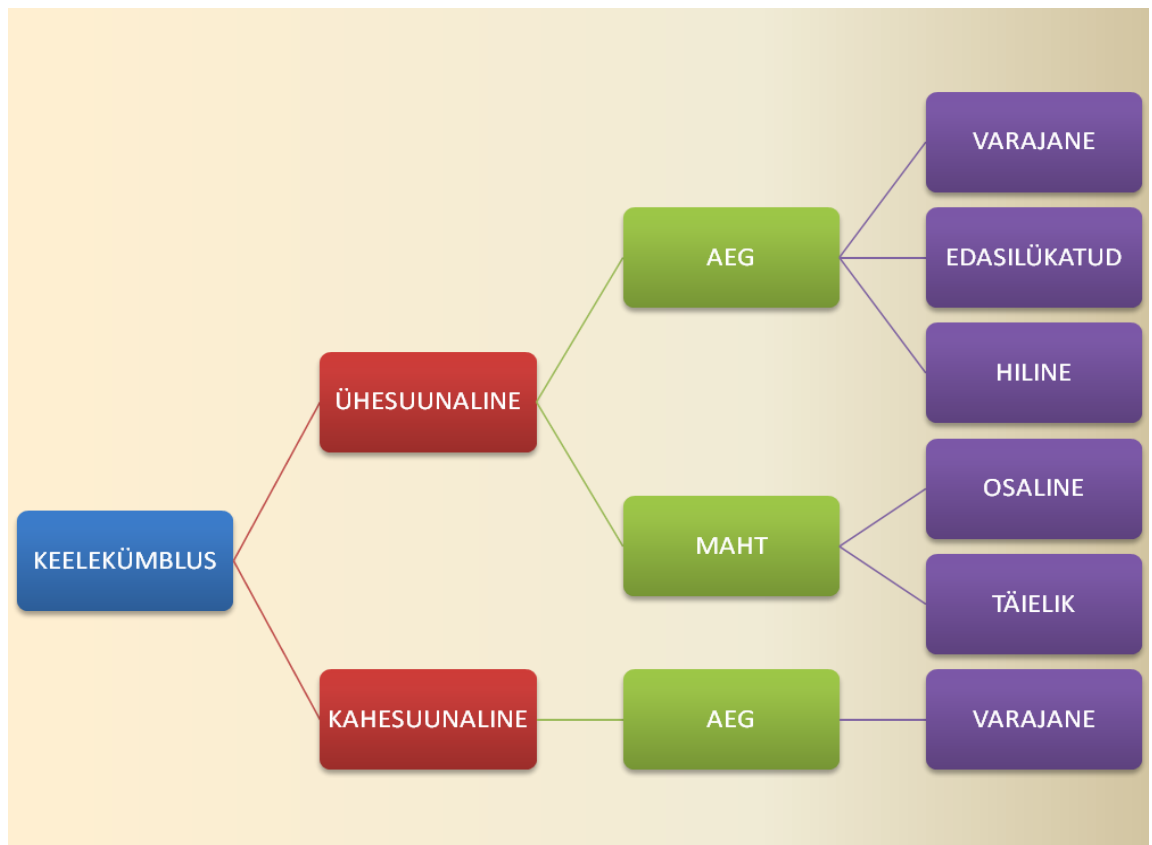 KEELEKÜMBLUS
ÜHESUUNALINE
AEG
VARAJANE
EDASILÜKATUD
HILINE
MAHT
OSALINE
TÄIELIK
KAHESUUNALINE
AEG
VARAJANE